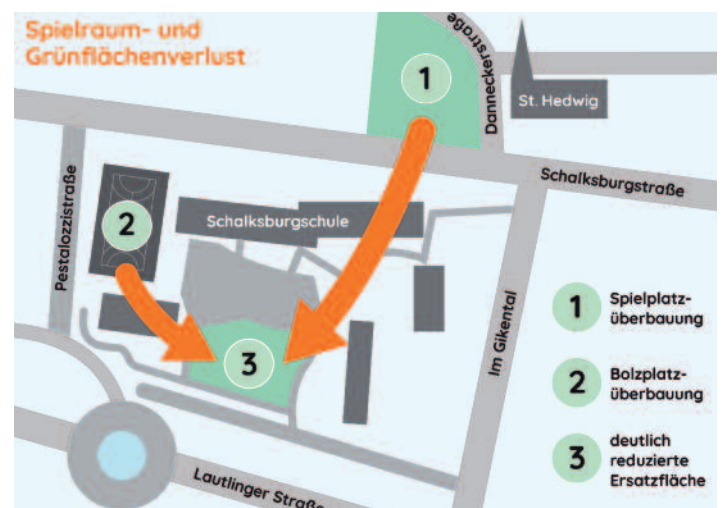 Spielraum- und
Grünflächenverlust
1
Danneckerstraße
St. Hedwig
Schalksburgstraße
Pestalozzistraße
2
Schalksburgschule
Im Gikental
3
Lautlinger Straße
1 Spielplatz-
überbauung
2 Bolzplatz-
überbauung
3 deutlich
reduzierte
Ersatzfläche